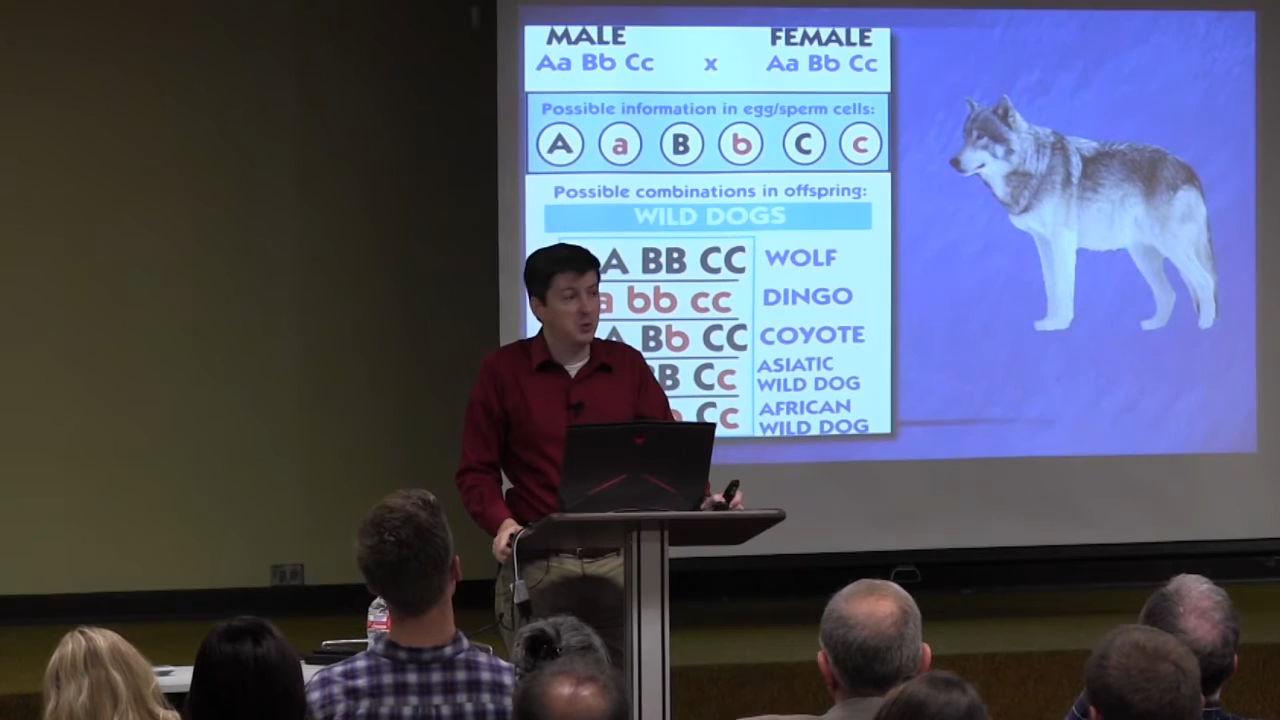 MALE FEMALE
Aa Bb Cc x Aa Bb Cc
Possible information in egg/sperm cells:
A a B b C c
Possible combinations in offspring:
WILD DOGS
A BB CC WOLF
a bb cc DINGO
Bb CC COYOTE
BB Cc ASIATIC
WILD DOG
Cc AFRICAN
WILD DOG